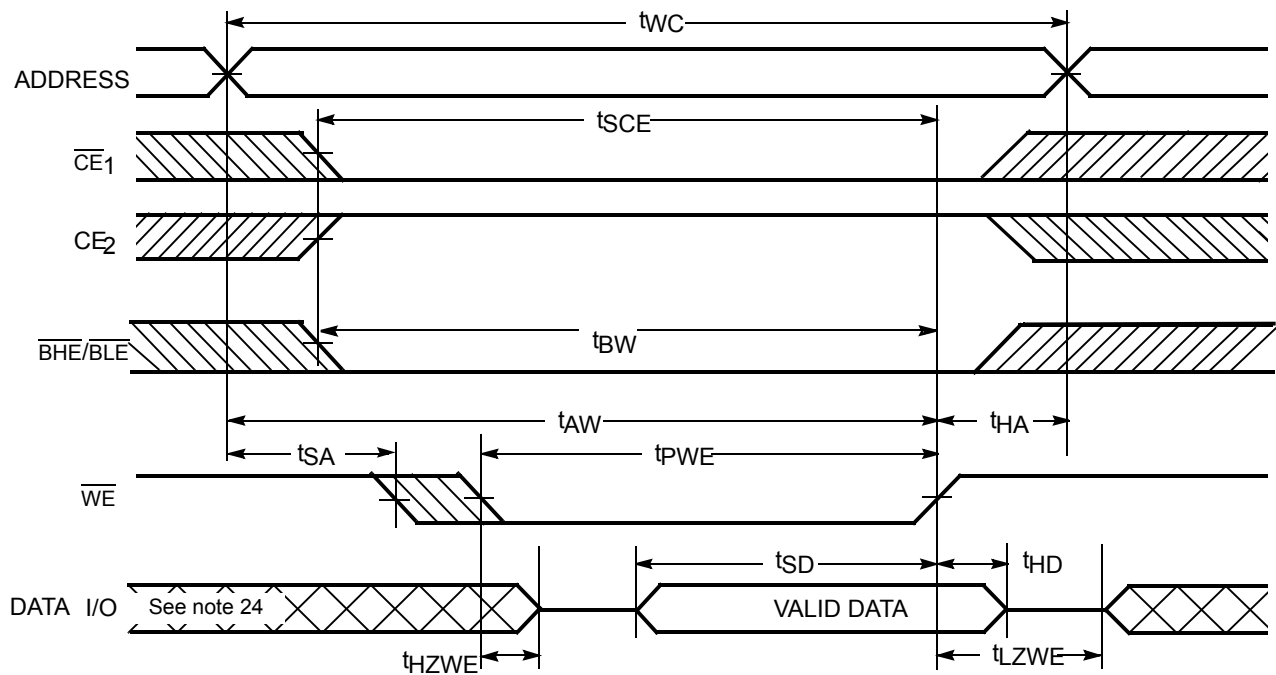 tWC
ADDRESS
tSCE
CE1
CE2
tBW
BHE/BLE
tAW
tHA
tSA
tPWE
WE
tSD
tHD
DATA I/O
See note 24
VALID DATA
tHZWE
tLZWE